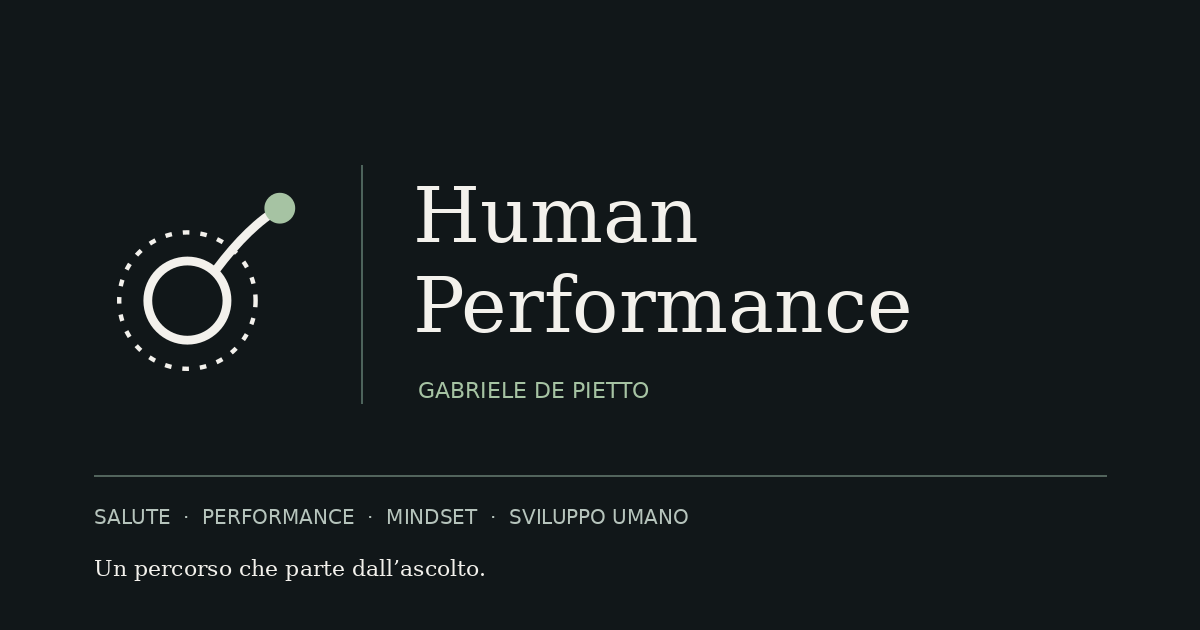 Human
Performance
GABRIELE DE PIETTO
SALUTE · PERFORMANCE · MINDSET · SVILUPPO UMANO
Un percorso che parte dall’ascolto.